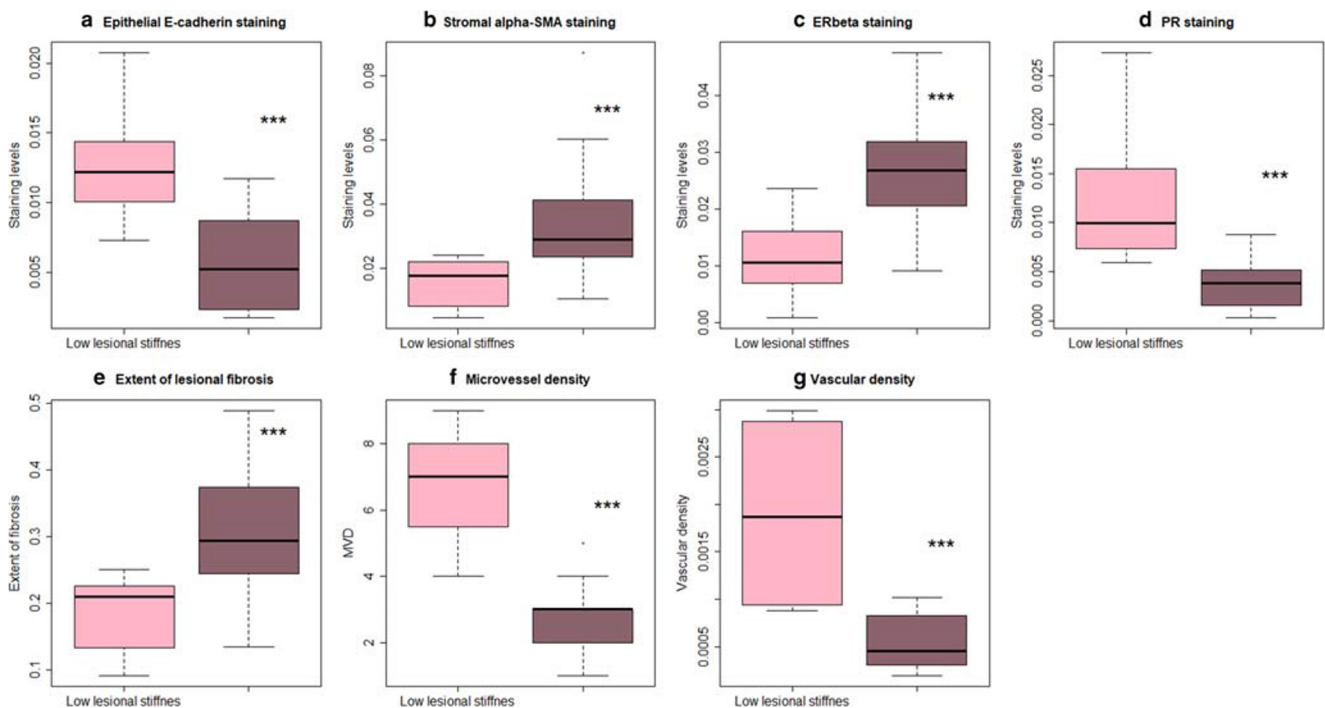 a Epithelial E-cadherin staining
Staining levels
0.020
0.015
0.010
0.005
***
Low lesional stiffnes
b Stromal alpha-SMA staining
Staining levels
0.08
0.06
0.04
0.02
***
Low lesional stiffnes
c ERbeta staining
Staining levels
0.04
0.03
0.02
0.01
0.00
***
Low lesional stiffnes
d PR staining
Staining levels
0.025
0.020
0.015
0.010
0.005
0.000
***
Low lesional stiffnes
e Extent of lesional fibrosis
Extent of fibrosis
0.5
0.4
0.3
0.2
0.1
***
Low lesional stiffnes
f Microvessel density
MVD
8
6
4
2
***
Low lesional stiffnes
g Vascular density
Vascular density
0.0025
0.0015
0.0005
***
Low lesional stiffnes